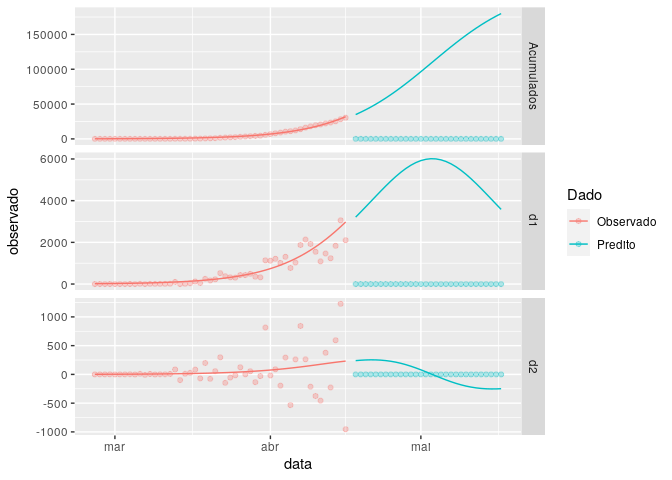 150000
100000
50000
0
Acumulados
6000
4000
2000
0
d1
1000
500
0
-500
-1000
d2
mar
abr
mai
data
observado
Dado
Observado
Predito